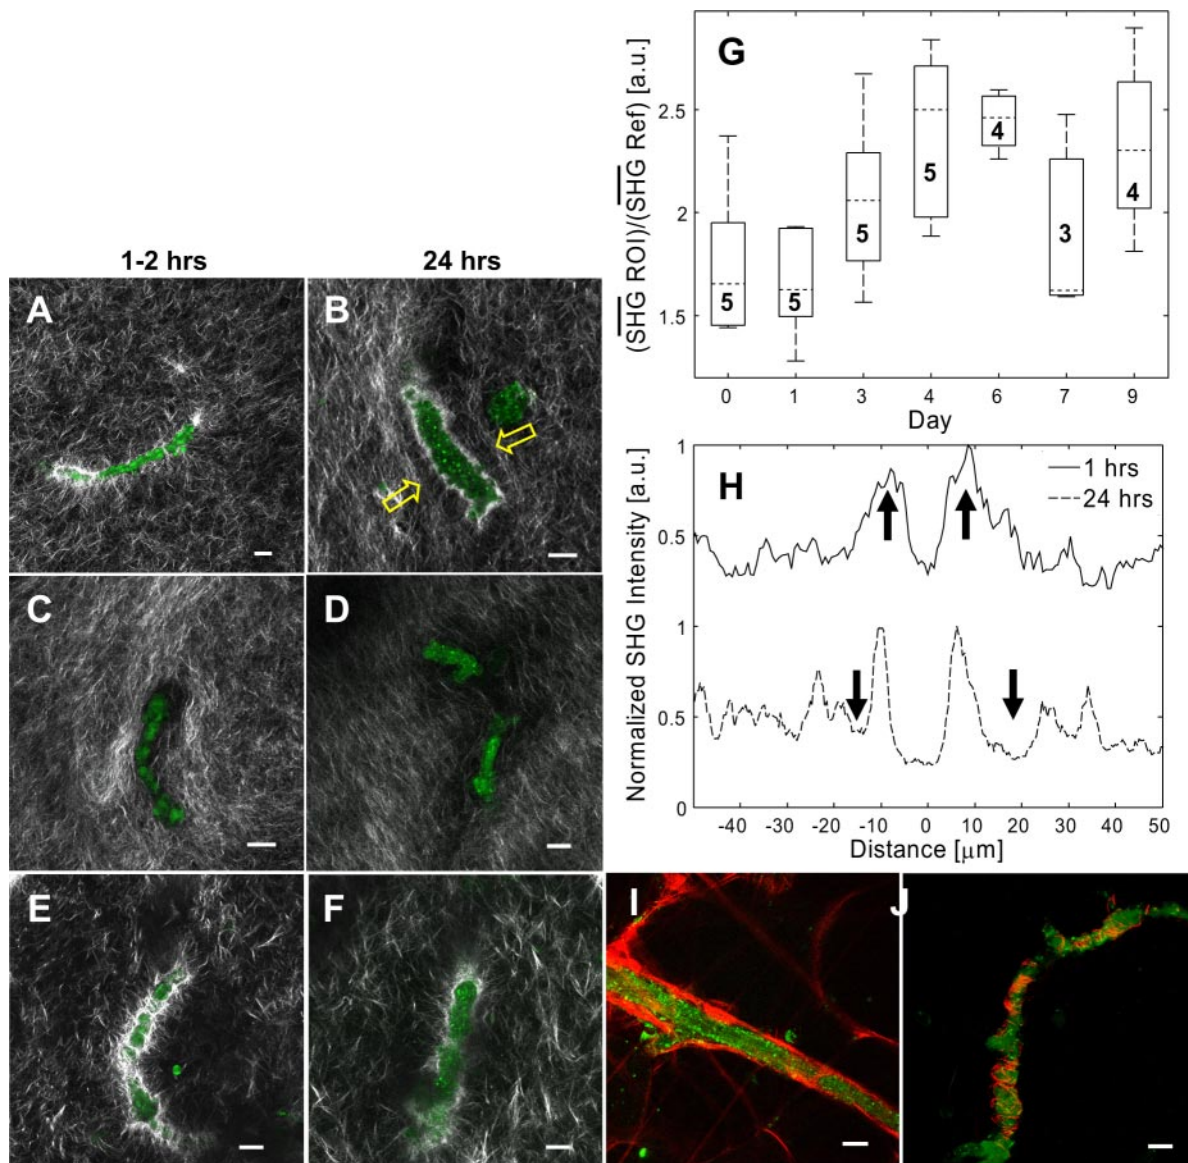 1-2 hrs
24 hrs
A
B
C
D
E
F
G
(SHG ROI)/(SHG Ref) [a.u.]
2.5
2
1.5
5
5
5
5
4
3
4
0 1 3 4 6 7 9
Day
H
1 hrs
24 hrs
Normalized SHG Intensity [a.u.]
1
0.5
1
0.5
0
-40 -30 -20 -10 0 10 20 30 40 50
Distance [μm]
I
J